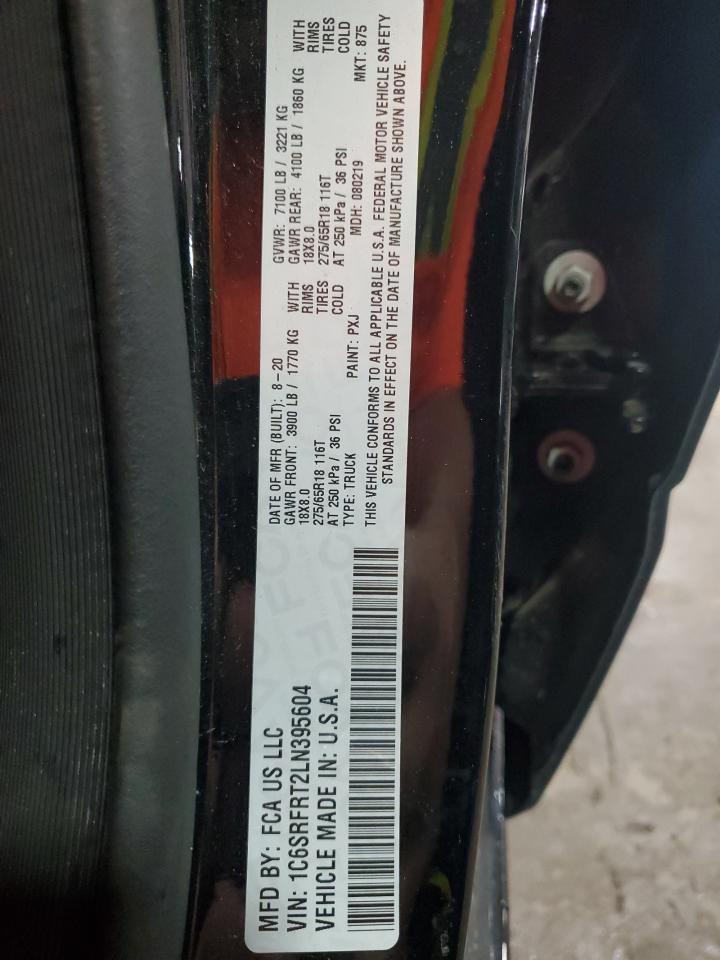 MFD BY: FCA US LLC
VIN: 1C6SRFRT2LN395604
VEHICLE MADE IN: U.S.A.
DATE OF MFR (BUILT): 8-20 GVWR: 7100 LB / 3221 KG
GAWR FRONT: 3900 LB / 1770 KG WITH GAWR REAR: 4100 LB / 1860 KG WITH
18X8.0 RIMS 18X8.0 RIMS
275/65R18 116T TIRES 275/65R18 116T TIRES
AT 250 kPa / 36 PSI COLD AT 250 kPa / 36 PSI COLD
TYPE: TRUCK PAINT: PXJ MDH: 080219 MKT: 875
THIS VEHICLE CONFORMS TO ALL APPLICABLE U.S.A. FEDERAL MOTOR VEHICLE SAFETY
STANDARDS IN EFFECT ON THE DATE OF MANUFACTURE SHOWN ABOVE.